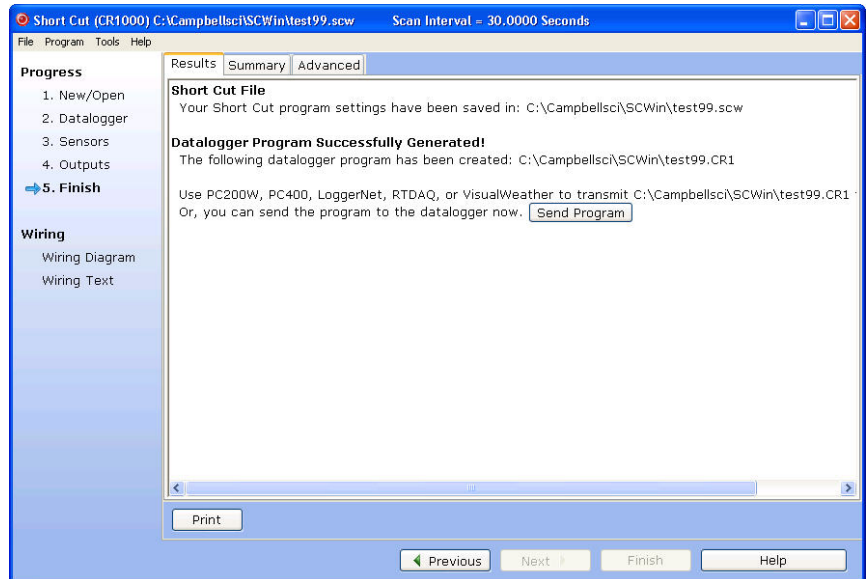 Short Cut (CR1000) C:\Campbellsci\SCWin\test99.scw Scan Interval = 30.0000 Seconds
File Program Tools Help
Progress
1. New/Open
2. Datalogger
3. Sensors
4. Outputs
5. Finish
Wiring
Wiring Diagram
Wiring Text
Results Summary Advanced
Short Cut File
Your Short Cut program settings have been saved in: C:\Campbellsci\SCWin\test99.scw
Datalogger Program Successfully Generated!
The following datalogger program has been created: C:\Campbellsci\SCWin\test99.CR1
Use PC200W, PC400, LoggerNet, RTDAQ, or VisualWeather to transmit C:\Campbellsci\SCWin\test99.CR1
Or, you can send the program to the datalogger now. Send Program
Print
Previous Next Finish Help